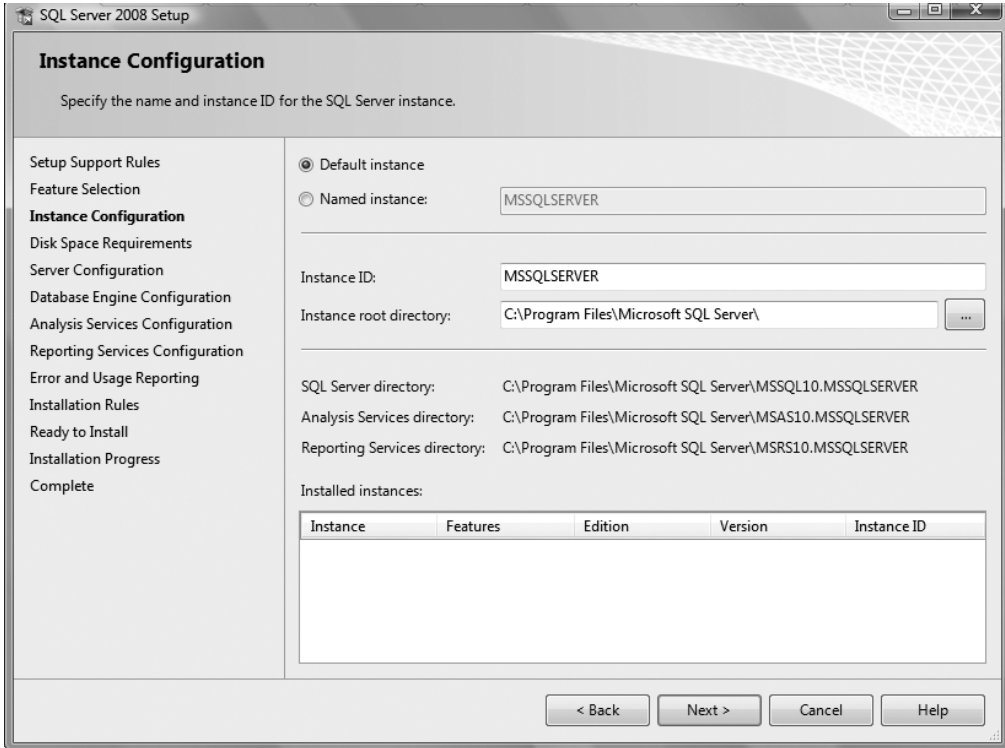 SQL Server 2008 Setup
Instance Configuration
Specify the name and instance ID for the SQL Server instance.
Setup Support Rules
Feature Selection
Instance Configuration
Disk Space Requirements
Server Configuration
Database Engine Configuration
Analysis Services Configuration
Reporting Services Configuration
Error and Usage Reporting
Installation Rules
Ready to Install
Installation Progress
Complete
Default instance
Named instance: MSSQLSERVER
Instance ID: MSSQLSERVER
Instance root directory: C:\Program Files\Microsoft SQL Server\ ...
SQL Server directory: C:\Program Files\Microsoft SQL Server\MSSQL10.MSSQLSERVER
Analysis Services directory: C:\Program Files\Microsoft SQL Server\MSAS10.MSSQLSERVER
Reporting Services directory: C:\Program Files\Microsoft SQL Server\MSRS10.MSSQLSERVER
Installed instances:
Instance Features Edition Version Instance ID
< Back Next > Cancel Help